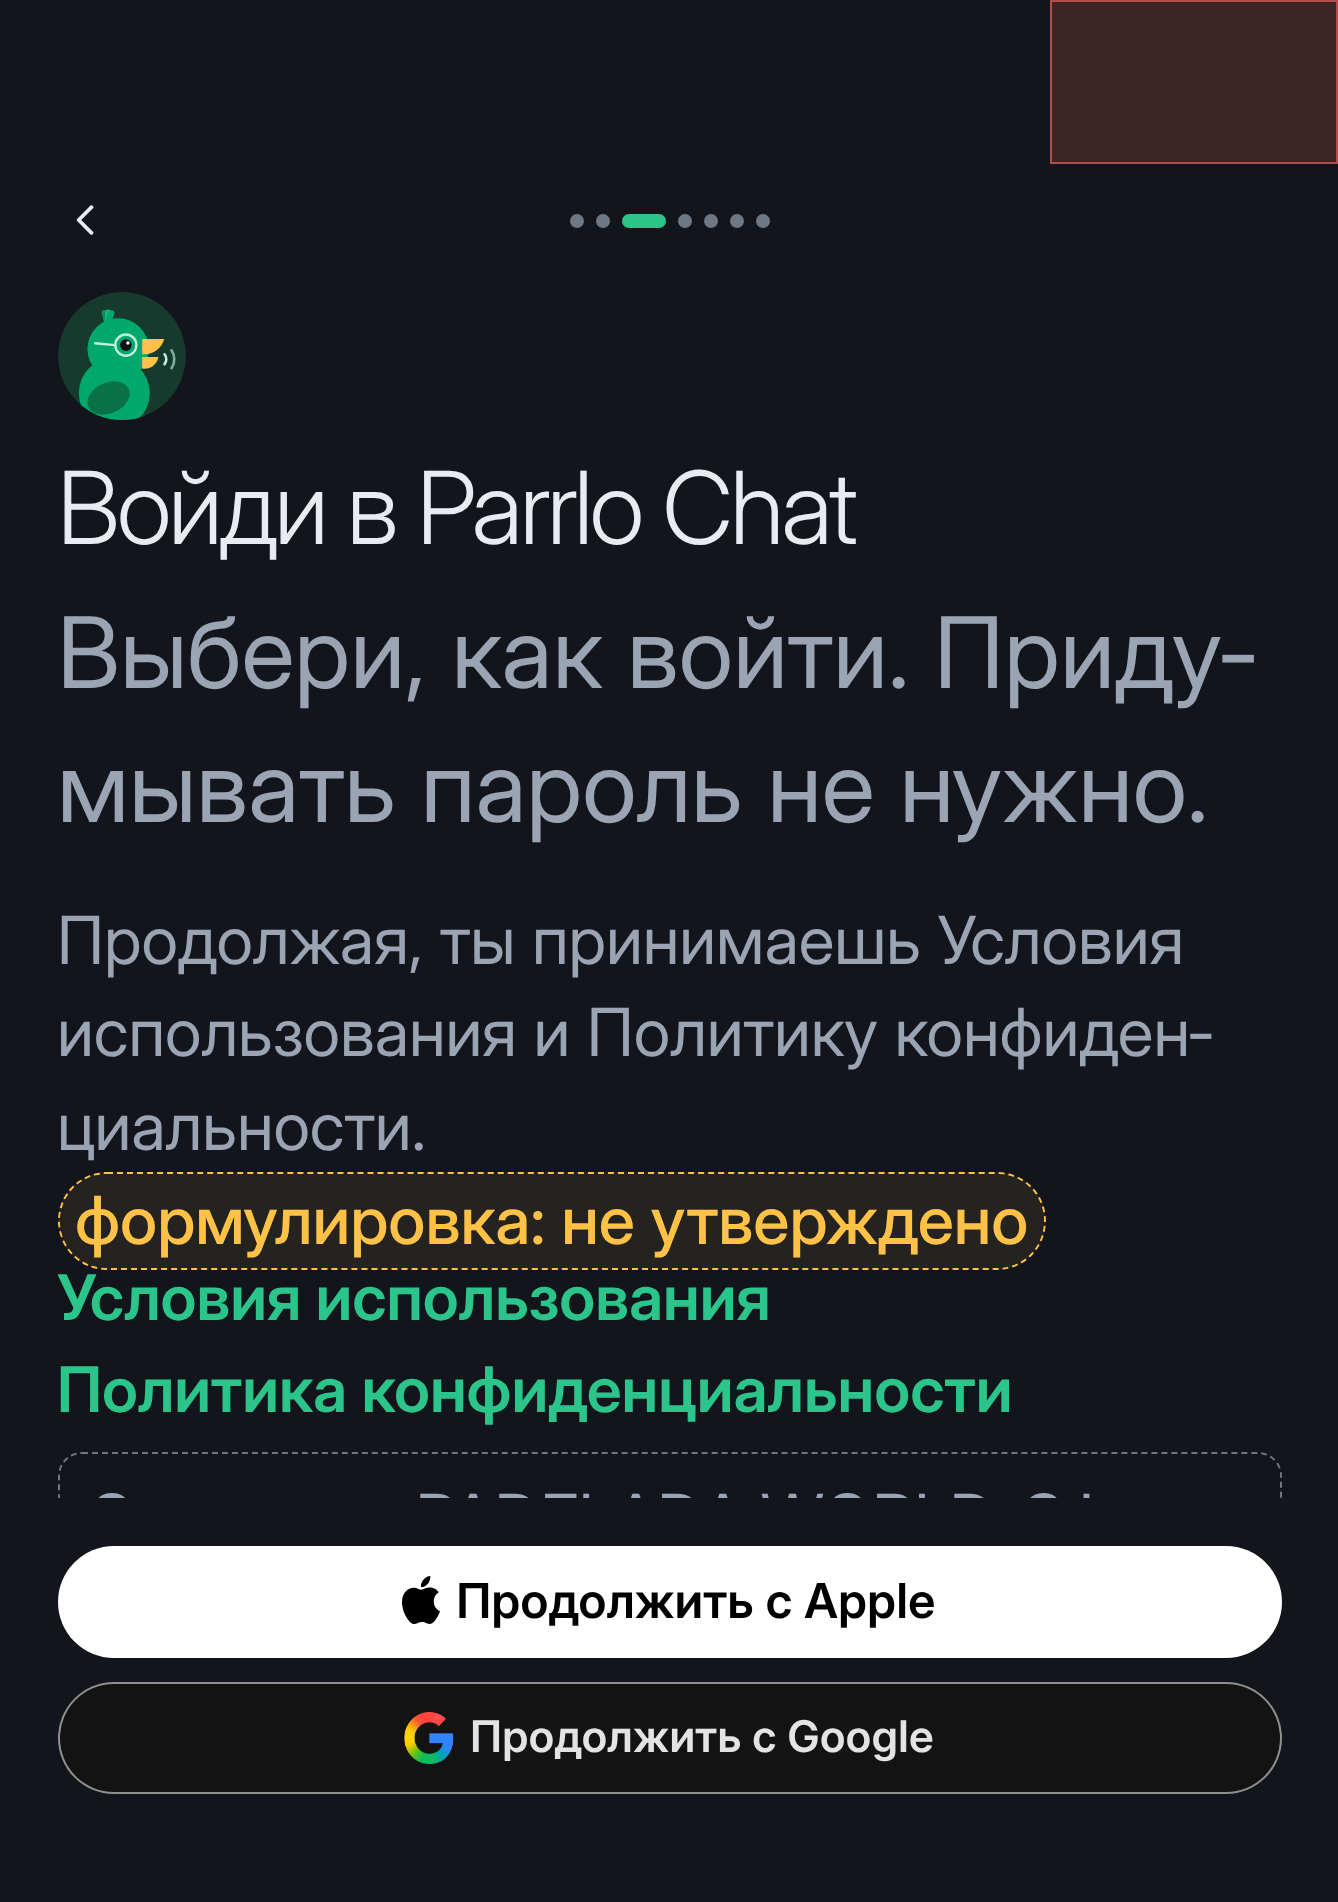 Войди в Parrlo Chat
Выбери, как войти. Приду-
мывать пароль не нужно.
Продолжая, ты принимаешь Условия
использования и Политику конфиден-
циальности.
формулировка: не утверждено
Условия использования
Политика конфиденциальности
Продолжить с Apple
Продолжить с Google